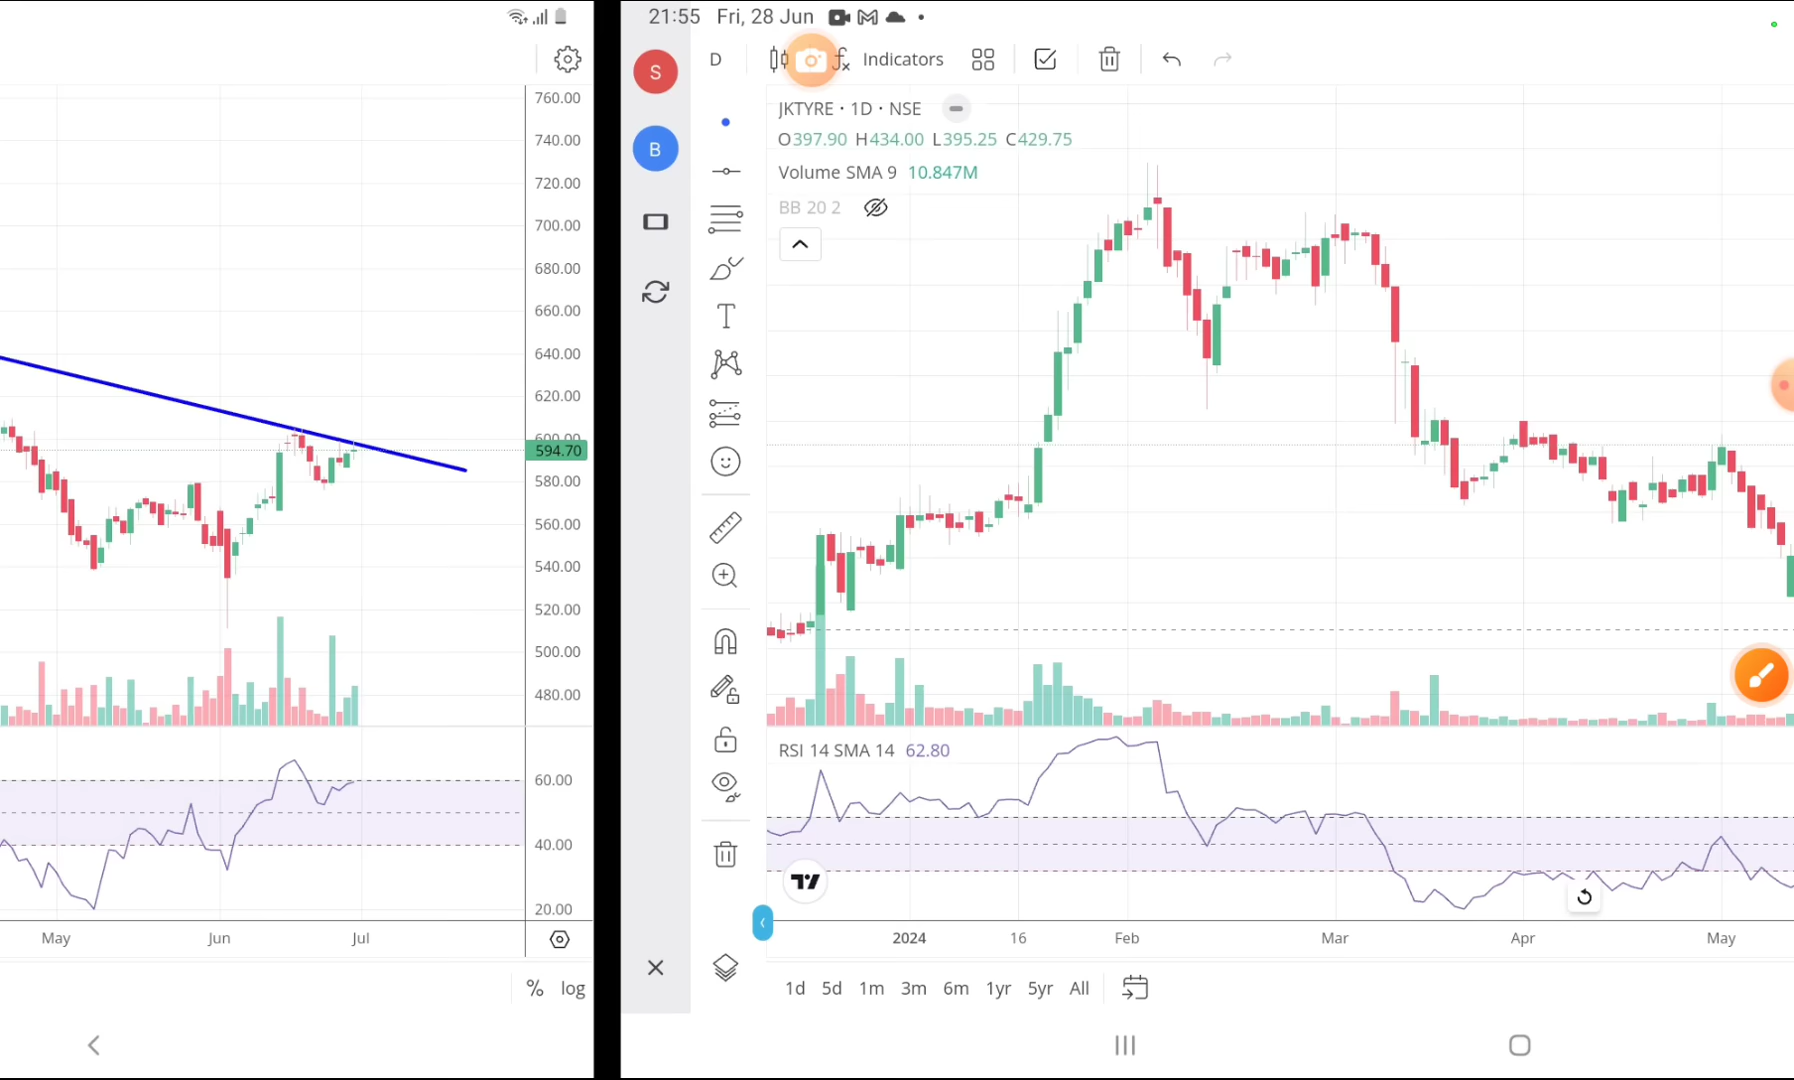 760.00
740.00
720.00
700.00
680.00
660.00
640.00
620.00
600.00
594.70
580.00
560.00
540.00
520.00
500.00
480.00
60.00
40.00
20.00
May Jun Jul
% log
21:55 Fri, 28 Jun
S
B
D Indicators
JKTYRE · 1D · NSE
O397.90 H434.00 L395.25 C429.75
Volume SMA 9 10.847M
BB 20 2
T
RSI 14 SMA 14 62.80
2024 16 Feb Mar Apr May
1d 5d 1m 3m 6m 1yr 5yr All